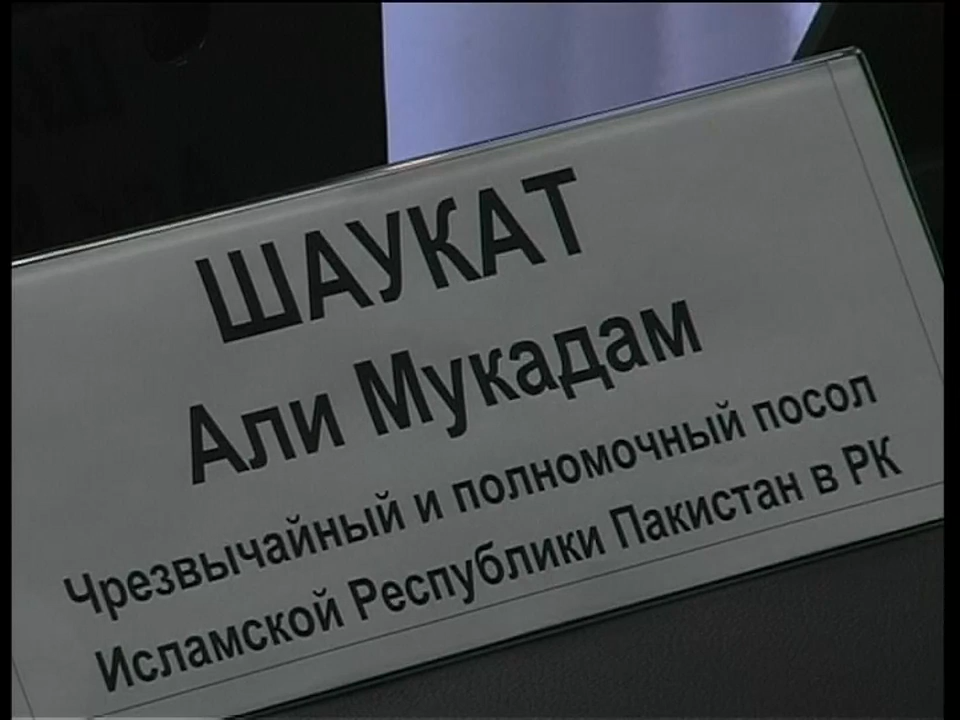 ШАУКАТ
Али Мукадам
Чрезвычайный и полномочный посол
Исламской Республики Пакистан в РК